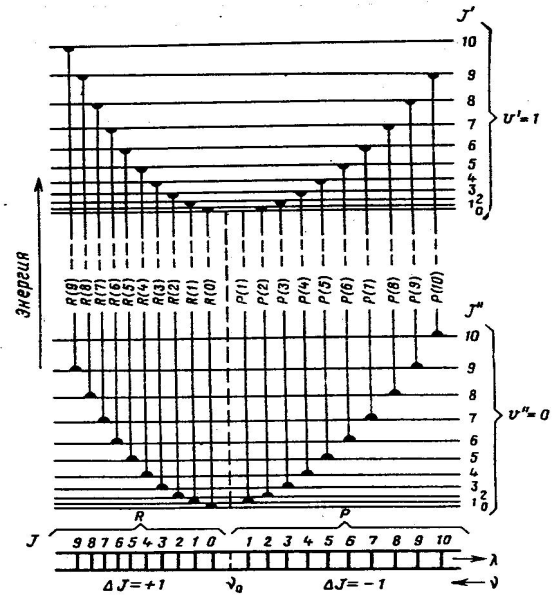 J'
10
9
8
7
6
5
4
3
2
1
0
υ'=1
Энергия
R(9) R(8) R(7) R(6) R(5) R(4) R(3) R(2) R(1) R(0) P(1) P(2) P(3) P(4) P(5) P(6) P(7) P(8) P(9) P(10)
J"
10
9
8
7
6
5
4
3
2
1
0
υ"=0
R P
J 9 8 7 6 5 4 3 2 1 0 1 2 3 4 5 6 7 8 9 10
λ
ΔJ=+1 ν₀ ΔJ=-1 ν